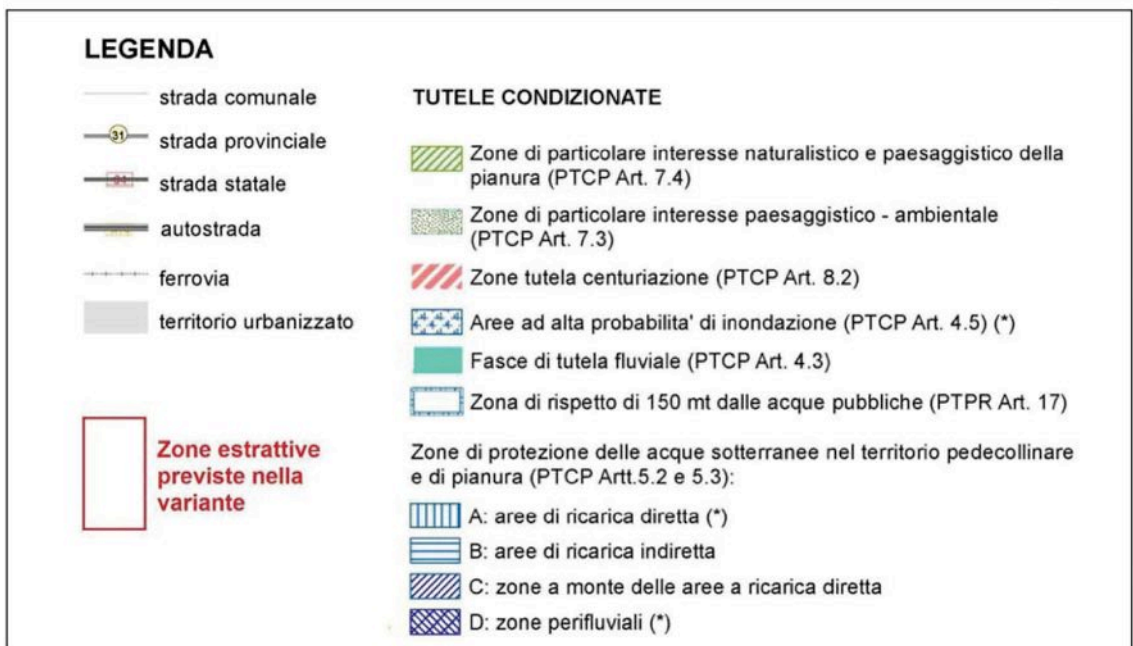 LEGENDA
strada comunale
31
strada provinciale
strada statale
autostrada
ferrovia
territorio urbanizzato
Zone estrattive
previste nella
variante
TUTELE CONDIZIONATE
Zone di particolare interesse naturalistico e paesaggistico della
pianura (PTCP Art. 7.4)
Zone di particolare interesse paesaggistico - ambientale
(PTCP Art. 7.3)
Zone tutela centuriazione (PTCP Art. 8.2)
Aree ad alta probabilita' di inondazione (PTCP Art. 4.5) (*)
Fasce di tutela fluviale (PTCP Art. 4.3)
Zona di rispetto di 150 mt dalle acque pubbliche (PTPR Art. 17)
Zone di protezione delle acque sotterranee nel territorio pedecollinare
e di pianura (PTCP Artt.5.2 e 5.3):
A: aree di ricarica diretta (*)
B: aree di ricarica indiretta
C: zone a monte delle aree a ricarica diretta
D: zone perifluviali (*)